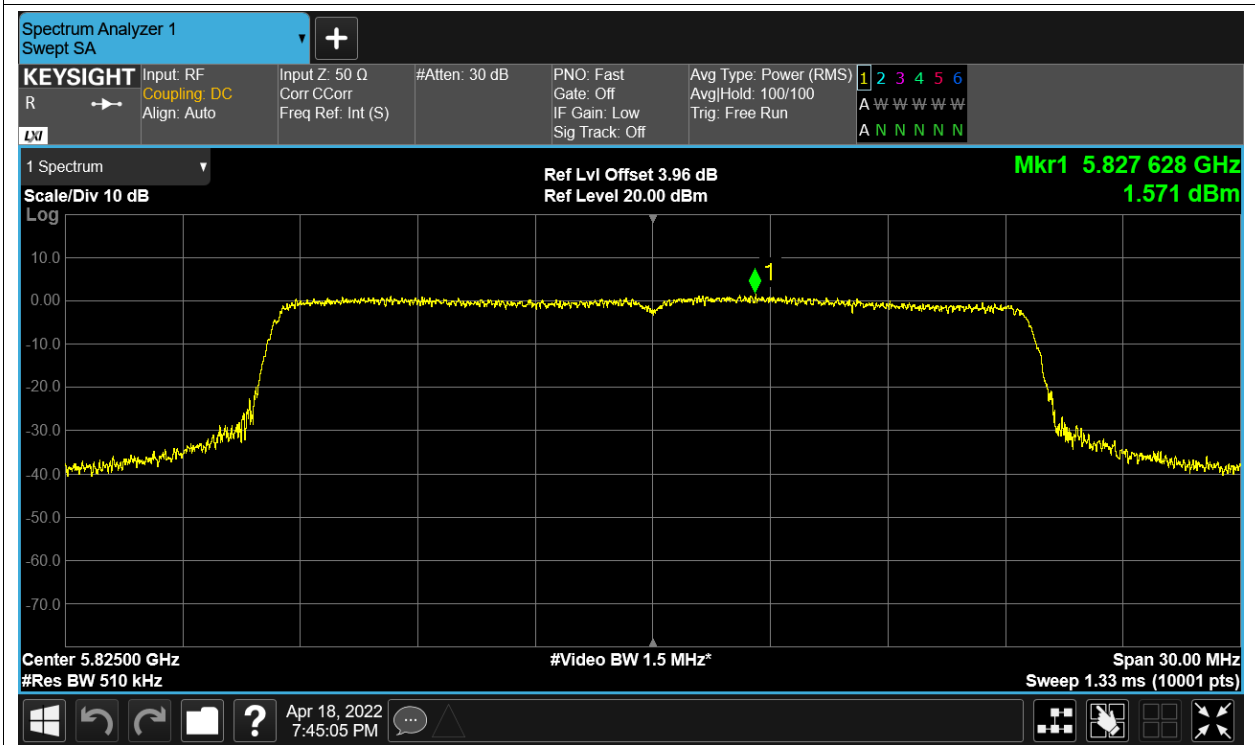 Spectrum Analyzer 1
Swept SA
KEYSIGHT
R
LXI
Input: RF
Coupling: DC
Align: Auto
Input Z: 50 Ω
Corr CCorr
Freq Ref: Int (S)
#Atten: 30 dB
PNO: Fast
Gate: Off
IF Gain: Low
Sig Track: Off
Avg Type: Power (RMS)
Avg|Hold: 100/100
Trig: Free Run
1 2 3 4 5 6
A W W W W W
A N N N N N
1 Spectrum
Scale/Div 10 dB
Log
Ref Lvl Offset 3.96 dB
Ref Level 20.00 dBm
Mkr1 5.827 628 GHz
1.571 dBm
10.0
0.00
-10.0
-20.0
-30.0
-40.0
-50.0
-60.0
-70.0
1
Center 5.82500 GHz
#Res BW 510 kHz
#Video BW 1.5 MHz*
Span 30.00 MHz
Sweep 1.33 ms (10001 pts)
?
Apr 18, 2022
7:45:05 PM